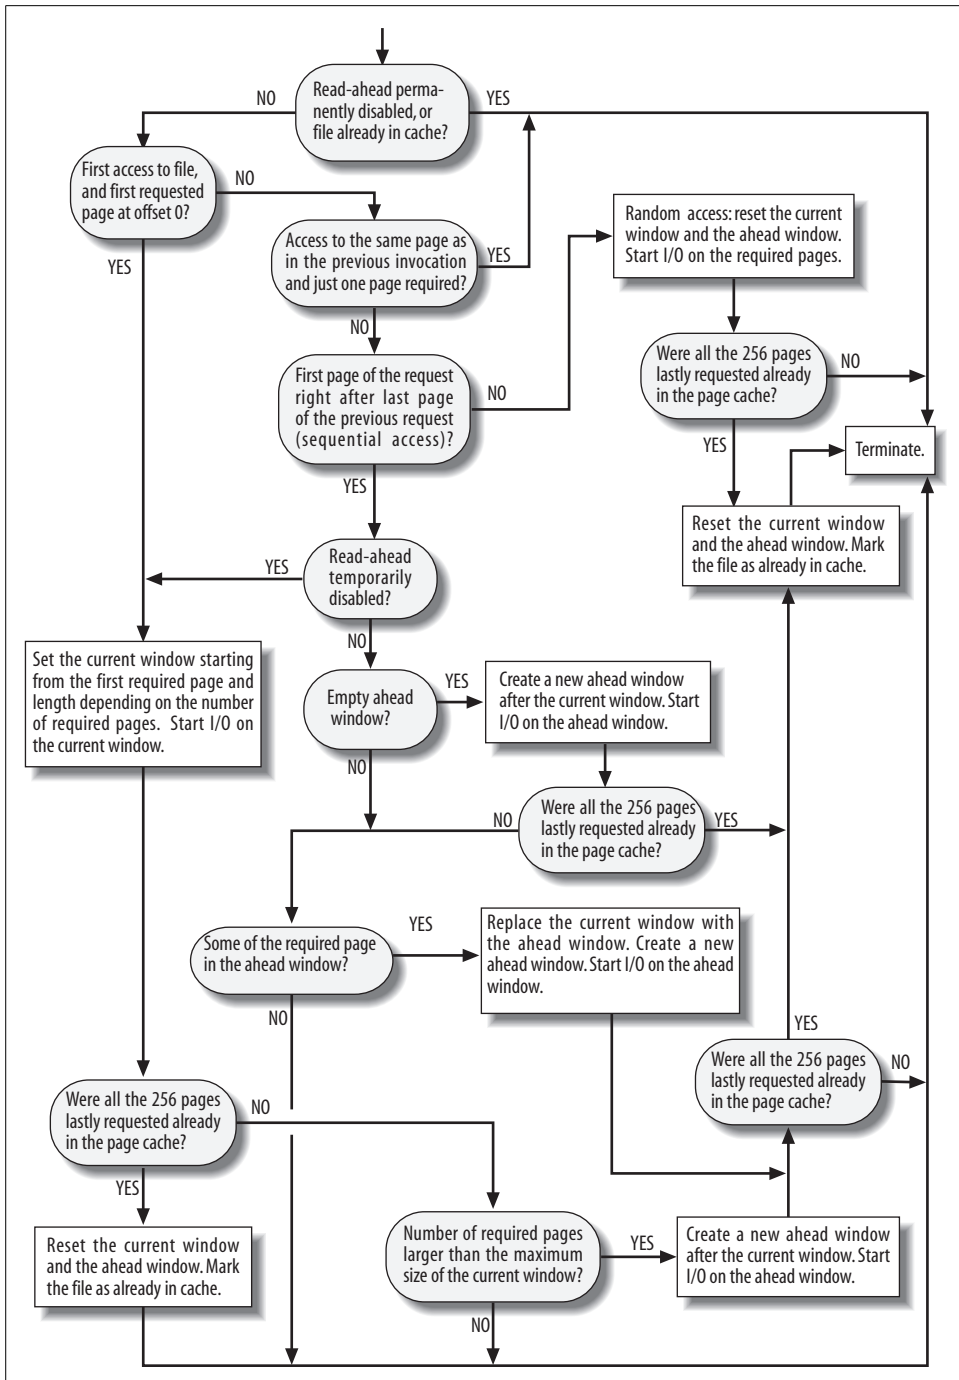 Read-ahead perma-
nently disabled, or
file already in cache?
NO
YES
First access to file,
and first requested
page at offset 0?
NO
YES
Access to the same page as
in the previous invocation
and just one page required?
YES
NO
Random access: reset the current
window and the ahead window.
Start I/O on the required pages.
First page of the request
right after last page
of the previous request
(sequential access)?
NO
YES
Were all the 256 pages
lastly requested already
in the page cache?
NO
YES
Terminate.
Reset the current window
and the ahead window. Mark
the file as already in cache.
Read-ahead
temporarily
disabled?
YES
NO
Set the current window starting
from the first required page and
length depending on the number
of required pages. Start I/O on
the current window.
Empty ahead
window?
YES
NO
Create a new ahead window
after the current window. Start
I/O on the ahead window.
Were all the 256 pages
lastly requested already
in the page cache?
NO
YES
Some of the required page
in the ahead window?
YES
NO
Replace the current window with
the ahead window. Create a new
ahead window. Start I/O on the ahead
window.
YES
Were all the 256 pages
lastly requested already
in the page cache?
NO
Were all the 256 pages
lastly requested already
in the page cache?
NO
YES
Reset the current window
and the ahead window. Mark
the file as already in cache.
Number of required pages
larger than the maximum
size of the current window?
YES
NO
Create a new ahead window
after the current window. Start
I/O on the ahead window.